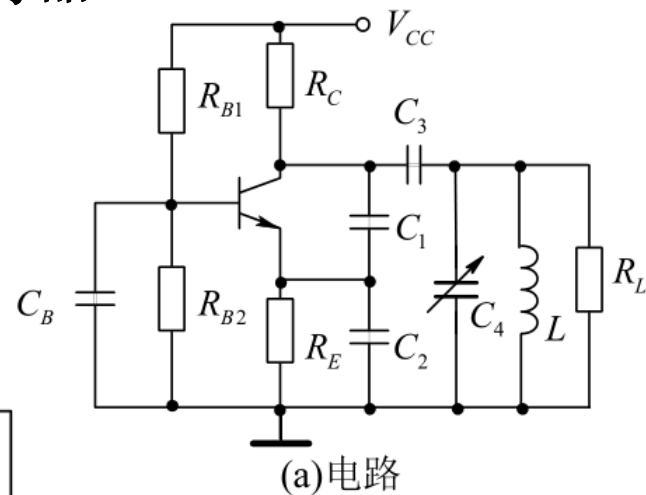 V_CC
R_B1
R_C
C_3
C_1
C_B
R_B2
R_E
C_2
C_4
L
R_L
(a)电路